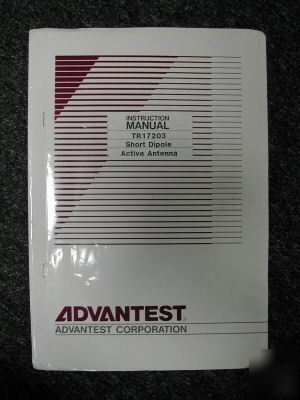 INSTRUCTION
MANUAL
TR17203
Short Dipole
Active Antenna
ADVANTEST®
ADVANTEST CORPORATION